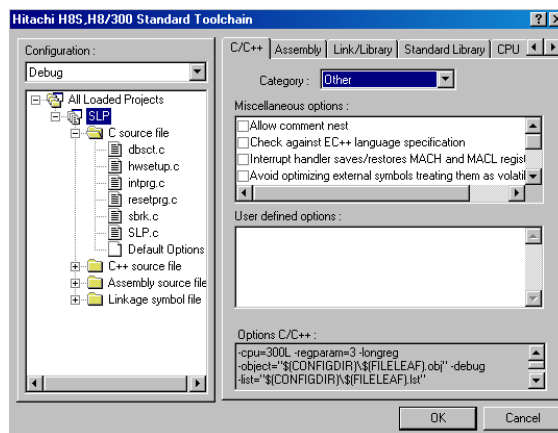 Hitachi H8S,H8/300 Standard Toolchain
Configuration :
Debug
All Loaded Projects
SLP
C source file
dbsct.c
hwsetup.c
intprg.c
resetprg.c
sbrk.c
SLP.c
Default Options
C++ source file
Assembly source file
Linkage symbol file
C/C++ Assembly Link/Library Standard Library CPU
Category : Other
Miscellaneous options :
Allow comment nest
Check against EC++ language specification
Interrupt handler saves/restores MACH and MACL regist
Avoid optimizing external symbols treating them as volatil
User defined options :
Options C/C++ :
-cpu=300L -regparam=3 -longreg
-object="$(CONFIGDIR)\$(FILELEAF).obj" -debug
-list="$(CONFIGDIR)\$(FILELEAF).lst"
OK Cancel